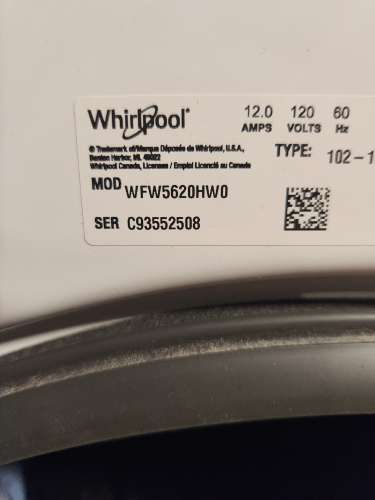 Whirlpool®
12.0 120 60
AMPS VOLTS Hz
® Trademark of/Marque Déposée de Whirlpool, U.S.A.,
Benton Harbor, MI. 49022
Whirlpool Canada, Licensee / Emploi Licencié au Canada
TYPE: 102-1
MOD WFW5620HW0
SER C93552508